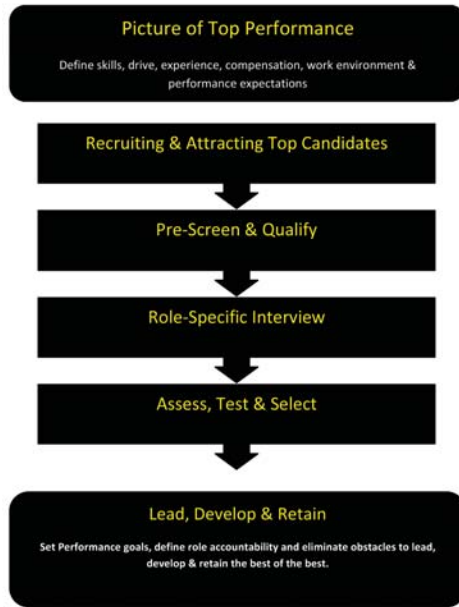 Picture of Top Performance
Define skills, drive, experience, compensation, work environment &
performance expectations
Recruiting & Attracting Top Candidates
Pre-Screen & Qualify
Role-Specific Interview
Assess, Test & Select
Lead, Develop & Retain
Set Performance goals, define role accountability and eliminate obstacles to lead,
develop & retain the best of the best.